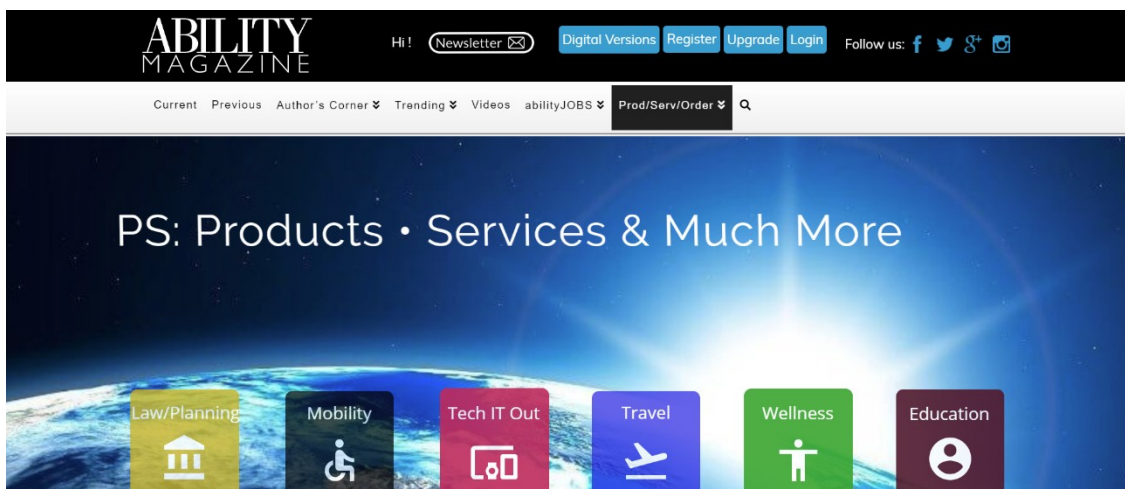 ABILITY
MAGAZINE
Hi! Newsletter Digital Versions Register Upgrade Login Follow us:
Current Previous Author's Corner Trending Videos abilityJOBS Prod/Serv/Order
PS: Products • Services & Much More
Law/Planning Mobility Tech IT Out Travel Wellness Education